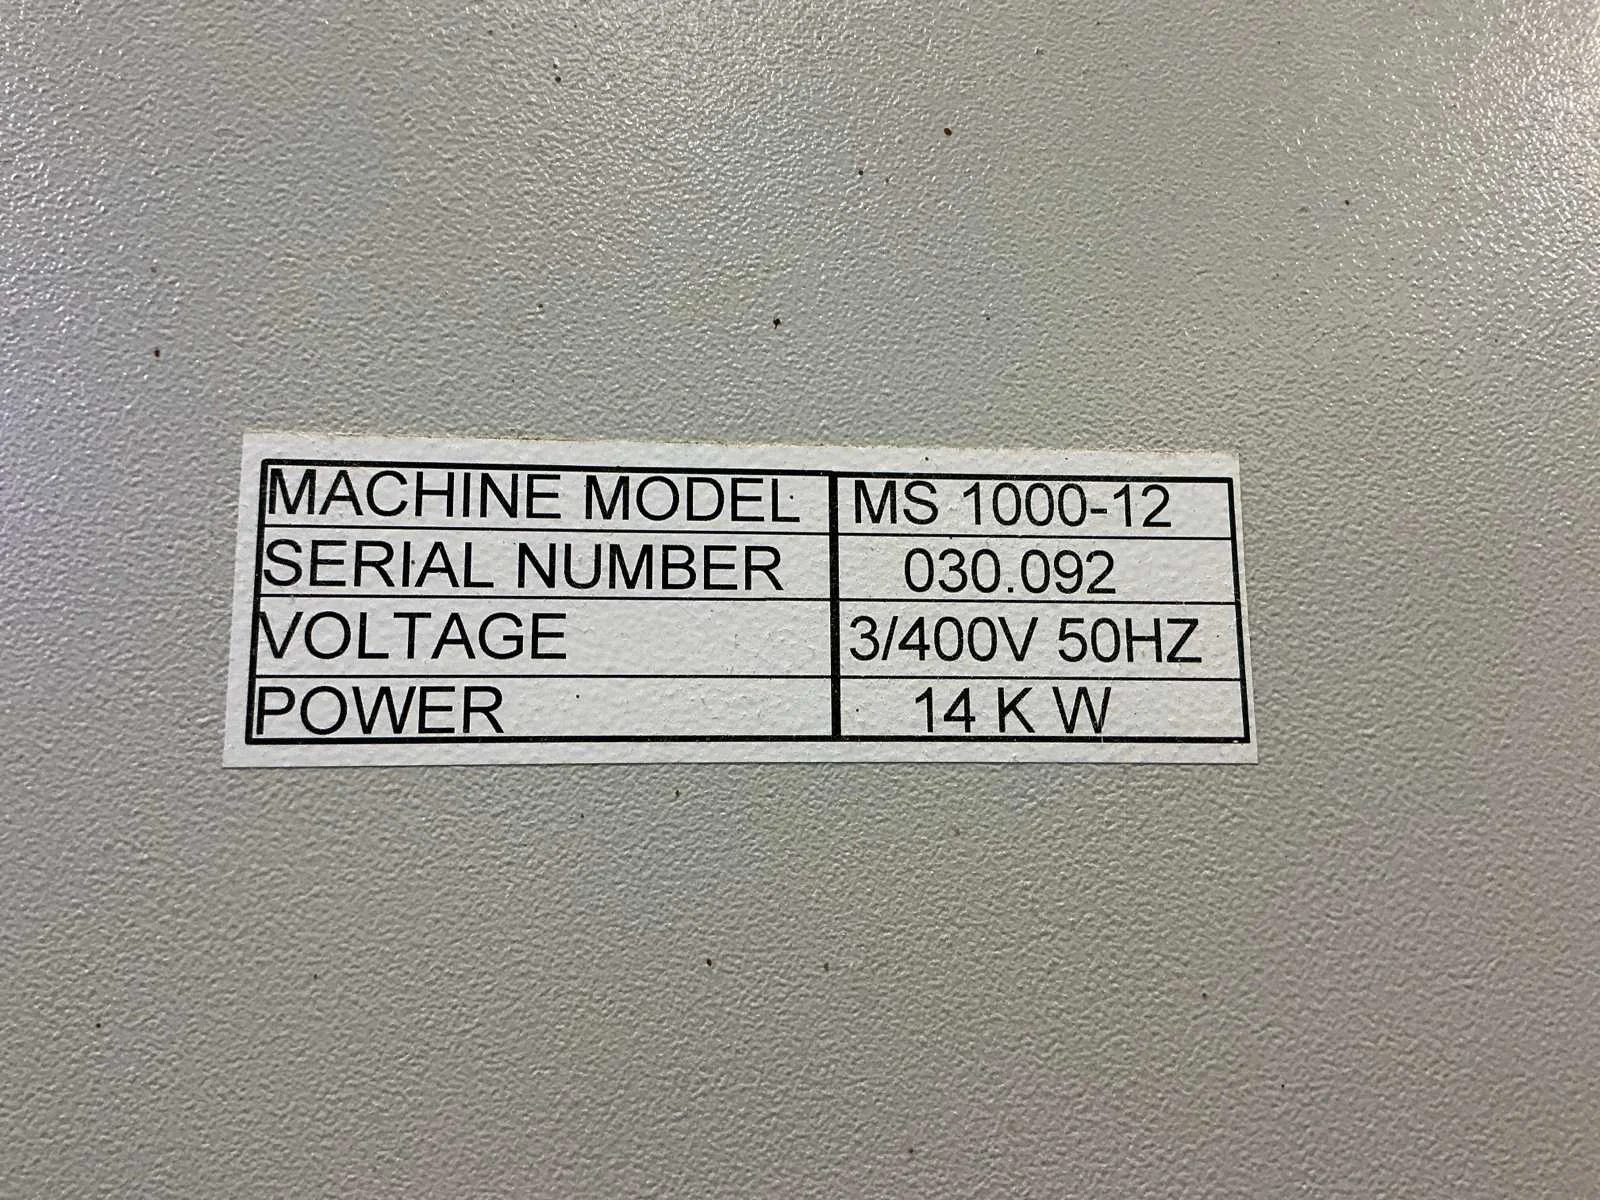 MACHINE MODEL MS 1000-12
SERIAL NUMBER 030.092
VOLTAGE 3/400V 50HZ
POWER 14 K W